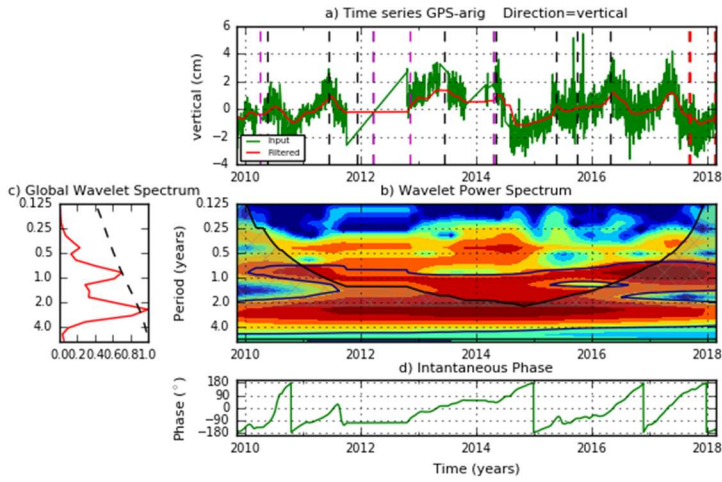 a) Time series GPS-arig Direction=vertical
vertical (cm)
6
4
2
0
−2
−4
Input
Filtered
2010 2012 2014 2016 2018
c) Global Wavelet Spectrum
0.125
0.25
0.5
1.0
2.0
4.0
0.00.20.40.60.81.0
b) Wavelet Power Spectrum
Period (years)
0.125
0.25
0.5
1.0
2.0
4.0
2010 2012 2014 2016 2018
d) Intantaneous Phase
Phase (°)
180
90
0
−90
−180
2010 2012 2014 2016 2018
Time (years)